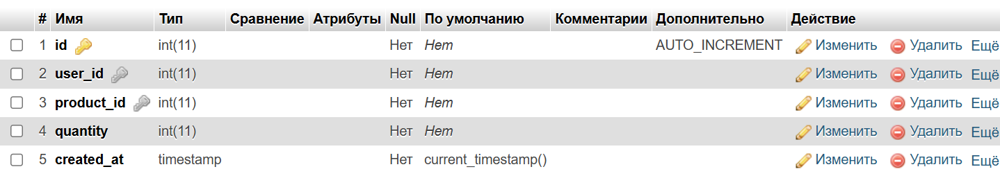 # Имя Тип Сравнение Атрибуты Null По умолчанию Комментарии Дополнительно Действие
1 id int(11) Нет Нет AUTO_INCREMENT Изменить Удалить Ещё
2 user_id int(11) Нет Нет Изменить Удалить Ещё
3 product_id int(11) Нет Нет Изменить Удалить Ещё
4 quantity int(11) Нет Нет Изменить Удалить Ещё
5 created_at timestamp Нет current_timestamp() Изменить Удалить Ещё